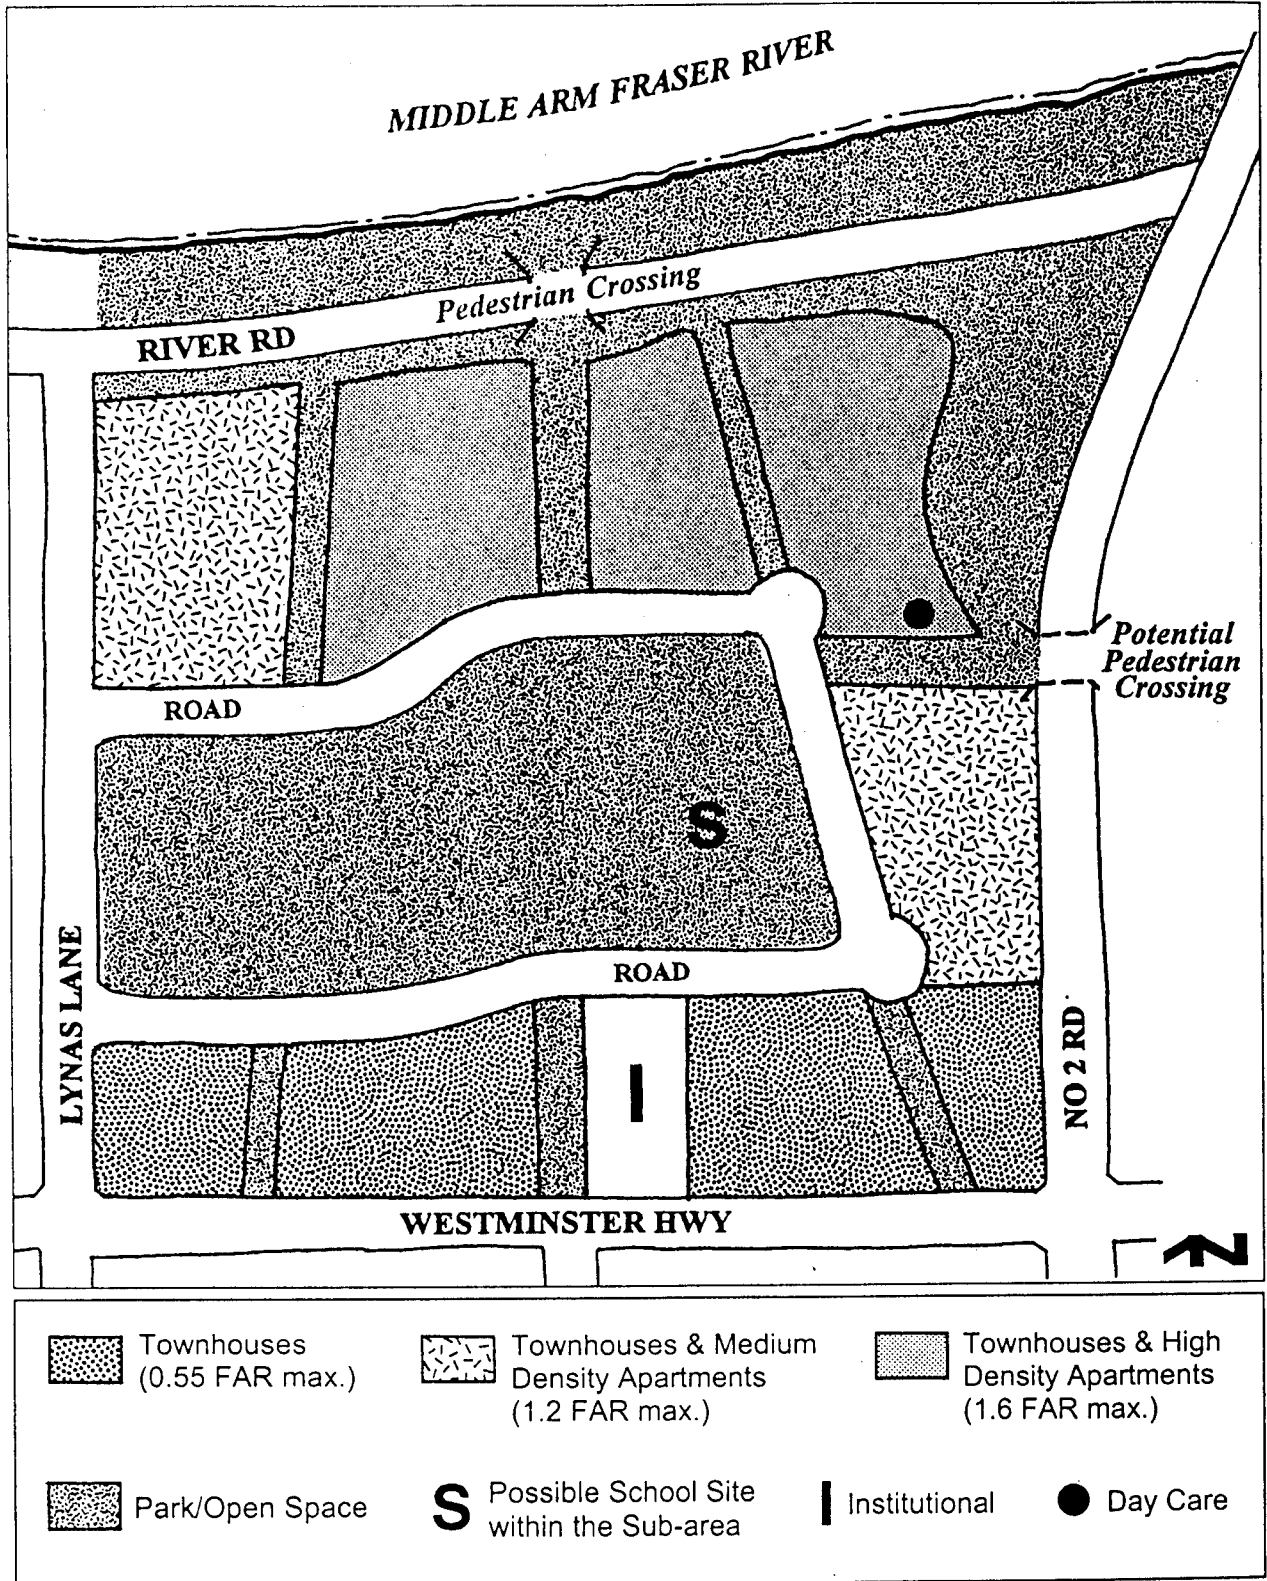 MIDDLE ARM FRASER RIVER
Pedestrian Crossing
RIVER RD
Potential
Pedestrian
Crossing
ROAD
S
ROAD
LYNAS LANE
I
NO 2 RD
WESTMINSTER HWY
N
Townhouses
(0.55 FAR max.)
Townhouses & Medium
Density Apartments
(1.2 FAR max.)
Townhouses & High
Density Apartments
(1.6 FAR max.)
Park/Open Space
S Possible School Site
within the Sub-area
I Institutional
Day Care